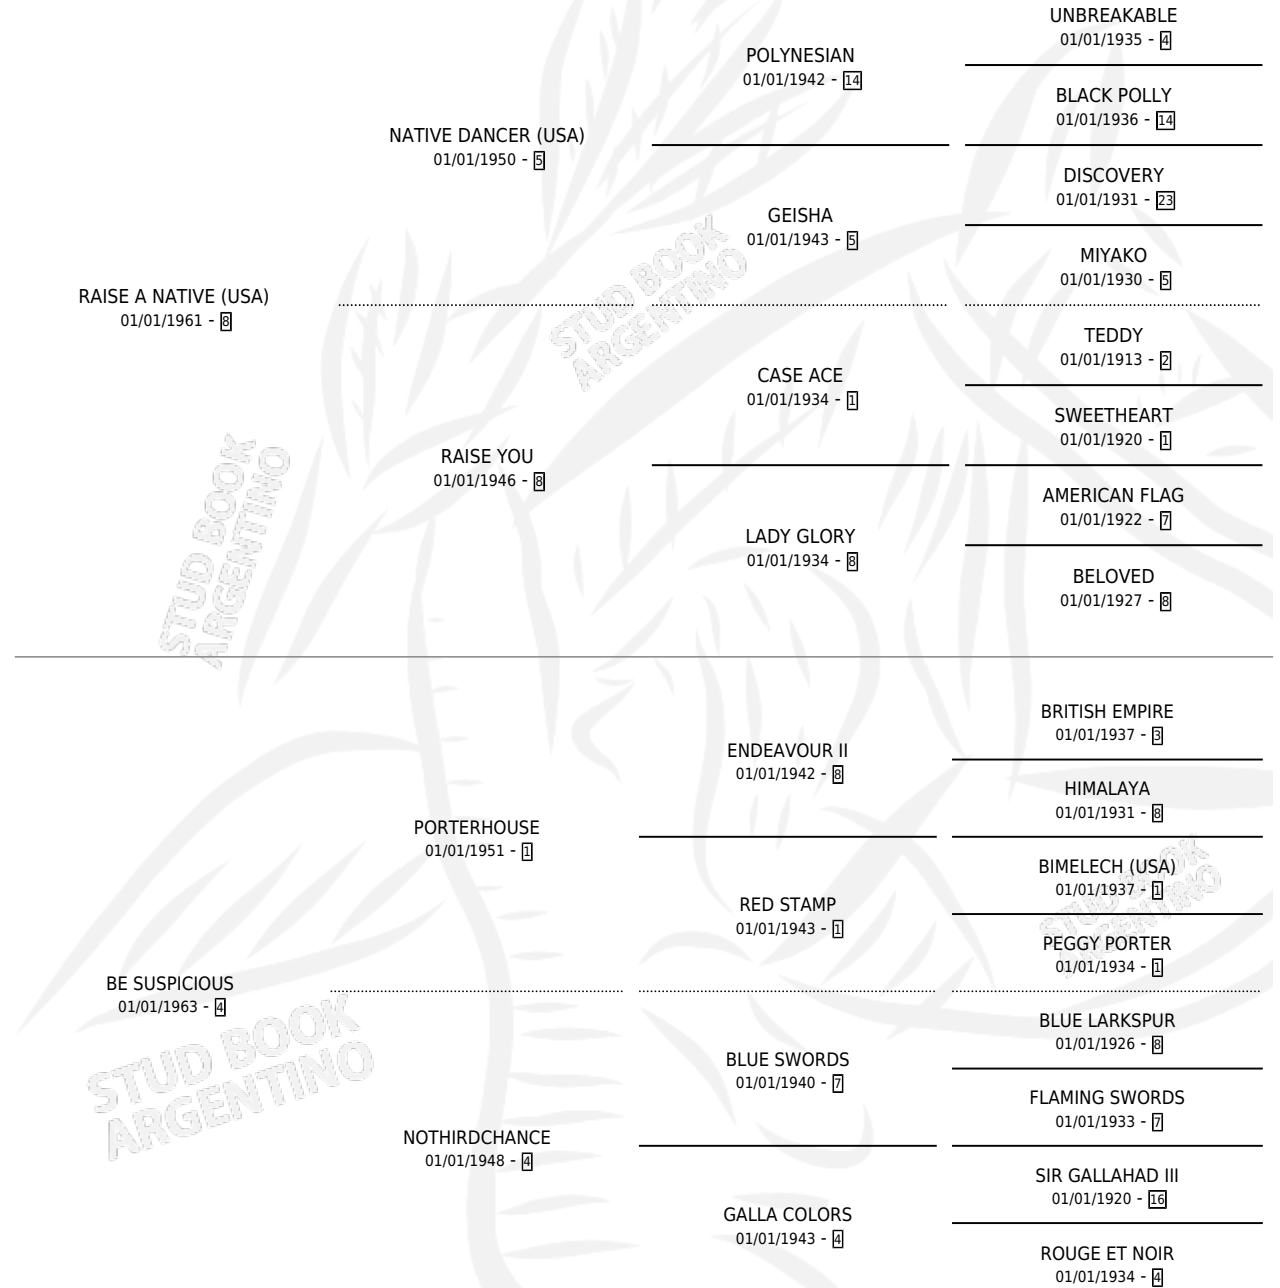 UNBREAKABLE
01/01/1935 - 4
POLYNESIAN
01/01/1942 - 14
BLACK POLLY
01/01/1936 - 14
NATIVE DANCER (USA)
01/01/1950 - 5
DISCOVERY
01/01/1931 - 23
GEISHA
01/01/1943 - 5
MIYAKO
01/01/1930 - 5
RAISE A NATIVE (USA)
01/01/1961 - 8
TEDDY
01/01/1913 - 2
CASE ACE
01/01/1934 - 1
SWEETHEART
01/01/1920 - 1
RAISE YOU
01/01/1946 - 8
AMERICAN FLAG
01/01/1922 - 7
LADY GLORY
01/01/1934 - 8
BELOVED
01/01/1927 - 8
STUD BOOK
ARGENTINO
STUD BOOK
ARGENTINO
BRITISH EMPIRE
01/01/1937 - 3
ENDEAVOUR II
01/01/1942 - 8
HIMALAYA
01/01/1931 - 8
PORTERHOUSE
01/01/1951 - 1
BIMELECH (USA)
01/01/1937 - 1
RED STAMP
01/01/1943 - 1
PEGGY PORTER
01/01/1934 - 1
BE SUSPICIOUS
01/01/1963 - 4
BLUE LARKSPUR
01/01/1926 - 8
BLUE SWORDS
01/01/1940 - 7
FLAMING SWORDS
01/01/1933 - 7
NOTHIRDCHANCE
01/01/1948 - 4
SIR GALLAHAD III
01/01/1920 - 16
GALLA COLORS
01/01/1943 - 4
ROUGE ET NOIR
01/01/1934 - 4
STUD BOOK
ARGENTINO
STUD BOOK
ARGENTINO